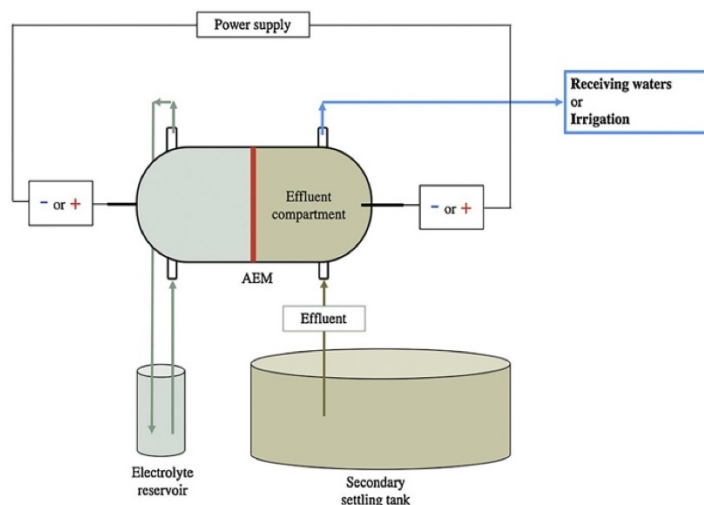 Power supply
Receiving waters
or
Irrigation
- or +
Effluent
compartment
- or +
AEM
Effluent
Electrolyte
reservoir
Secondary
settling tank